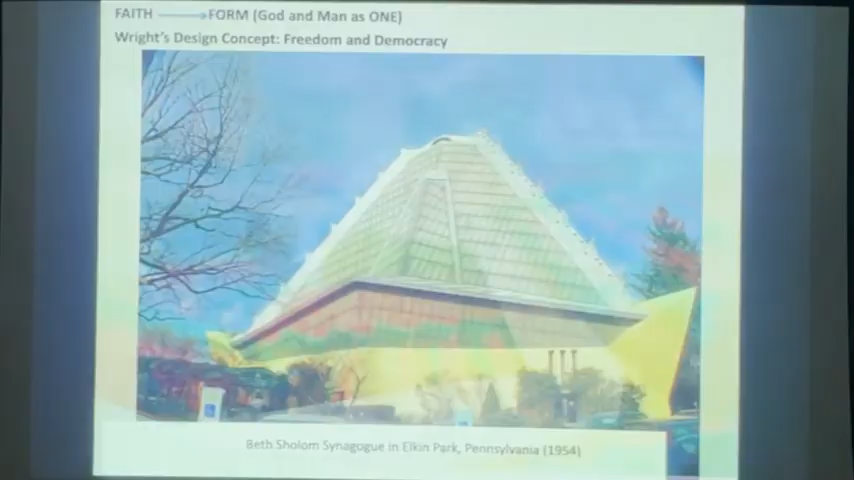 FAITH ⟶ FORM (God and Man as ONE)
Wright's Design Concept: Freedom and Democracy
Beth Sholom Synagogue in Elkin Park, Pennsylvania (1954)